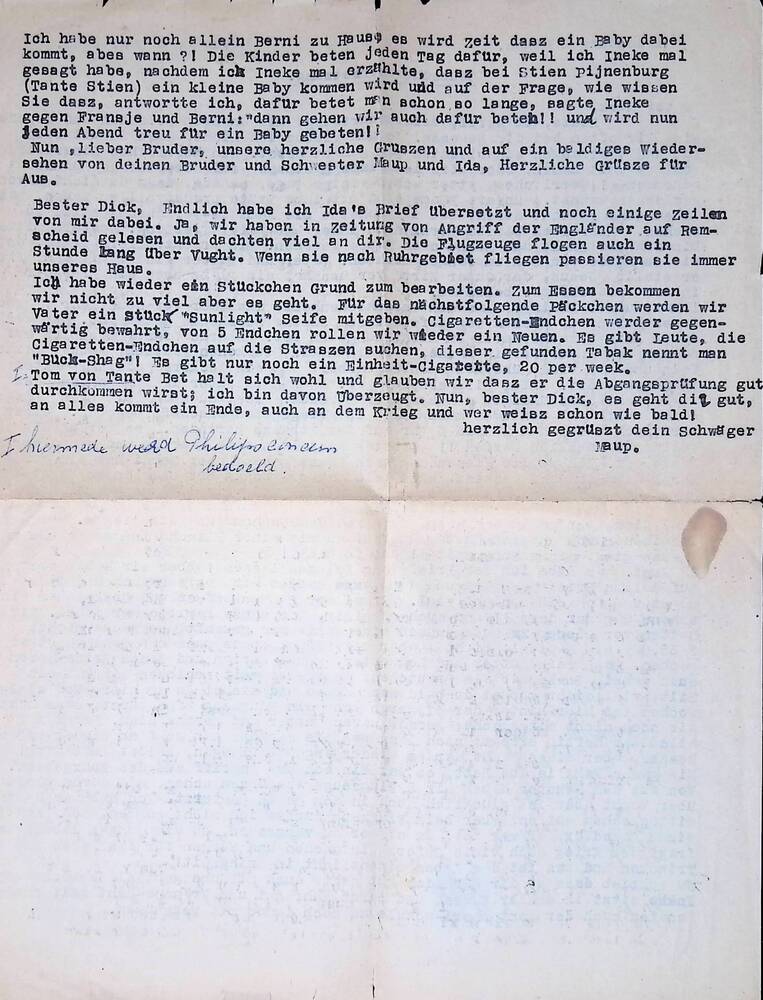 Ich habe nur noch allein Berni zu Haus, es wird zeit dasz ein Baby dabei
kommt, abes wann ?! Die Kinder beten jeden Tag dafür, weil ich Ineke mal
gesagt habe, nachdem ich Ineke mal erzählte, dasz bei Stien Pijnenburg
(Tante Stien) ein kleine Baby kommen wird und auf der Frage, wie wissen
Sie dasz, antwortte ich, dafür betet man schon so lange, sagte Ineke
gegen Fransje und Berni:"dann gehen wir auch dafür beten!! und wird nun
jeden Abend treu für ein Baby gebeten!!
Nun ,lieber Bruder, unsere herzliche Gruszen und auf ein baldiges Wieder-
sehen von deinen Bruder und Schwester Maup und Ida, Herzliche Grüsze für
Aus.
Bester Dick, Endlich habe ich Ida's Brief übersetzt und noch einige zeilen
von mir dabei. Ja, wir haben in zeitung von Angriff der Engländer auf Rem-
scheid gelesen und dachten viel an dir. Die Flugzeuge flogen auch ein
Stunde lang über Vught. Wenn sie nach Ruhrgebiet fliegen passieren sie immer
unseres Haus.
Ich habe wieder ein Stückchen Grund zum bearbeiten. Zum Essen bekommen
wir nicht zu viel aber es geht. Für das nächstfolgende Päckchen werden wir
Vater ein stück "Sunlight" Seife mitgeben. Cigaretten-Endchen werder gegen-
wärtig bewahrt, von 5 Endchen rollen wir wieder ein Neuen. Es gibt Leute, die
Cigaretten-Endchen auf die Straszen suchen, dieser gefunden Tabak nennt man
"Bück-Shag"! Es gibt nur noch ein Einheit-Cigatette, 20 per week.
I. Tom von Tante Bet halt sich wohl und glauben wir dasz er die Abgangsprüfung gut
durchkommen wirst; ich bin davon überzeugt. Nun, bester Dick, es geht dit gut,
an alles kommt ein Ende, auch an dem Krieg und wer weisz schon wie bald!
herzlich gegrüszt dein Schwäger
Maup.
I hiermede werd Philips
bedoeld.